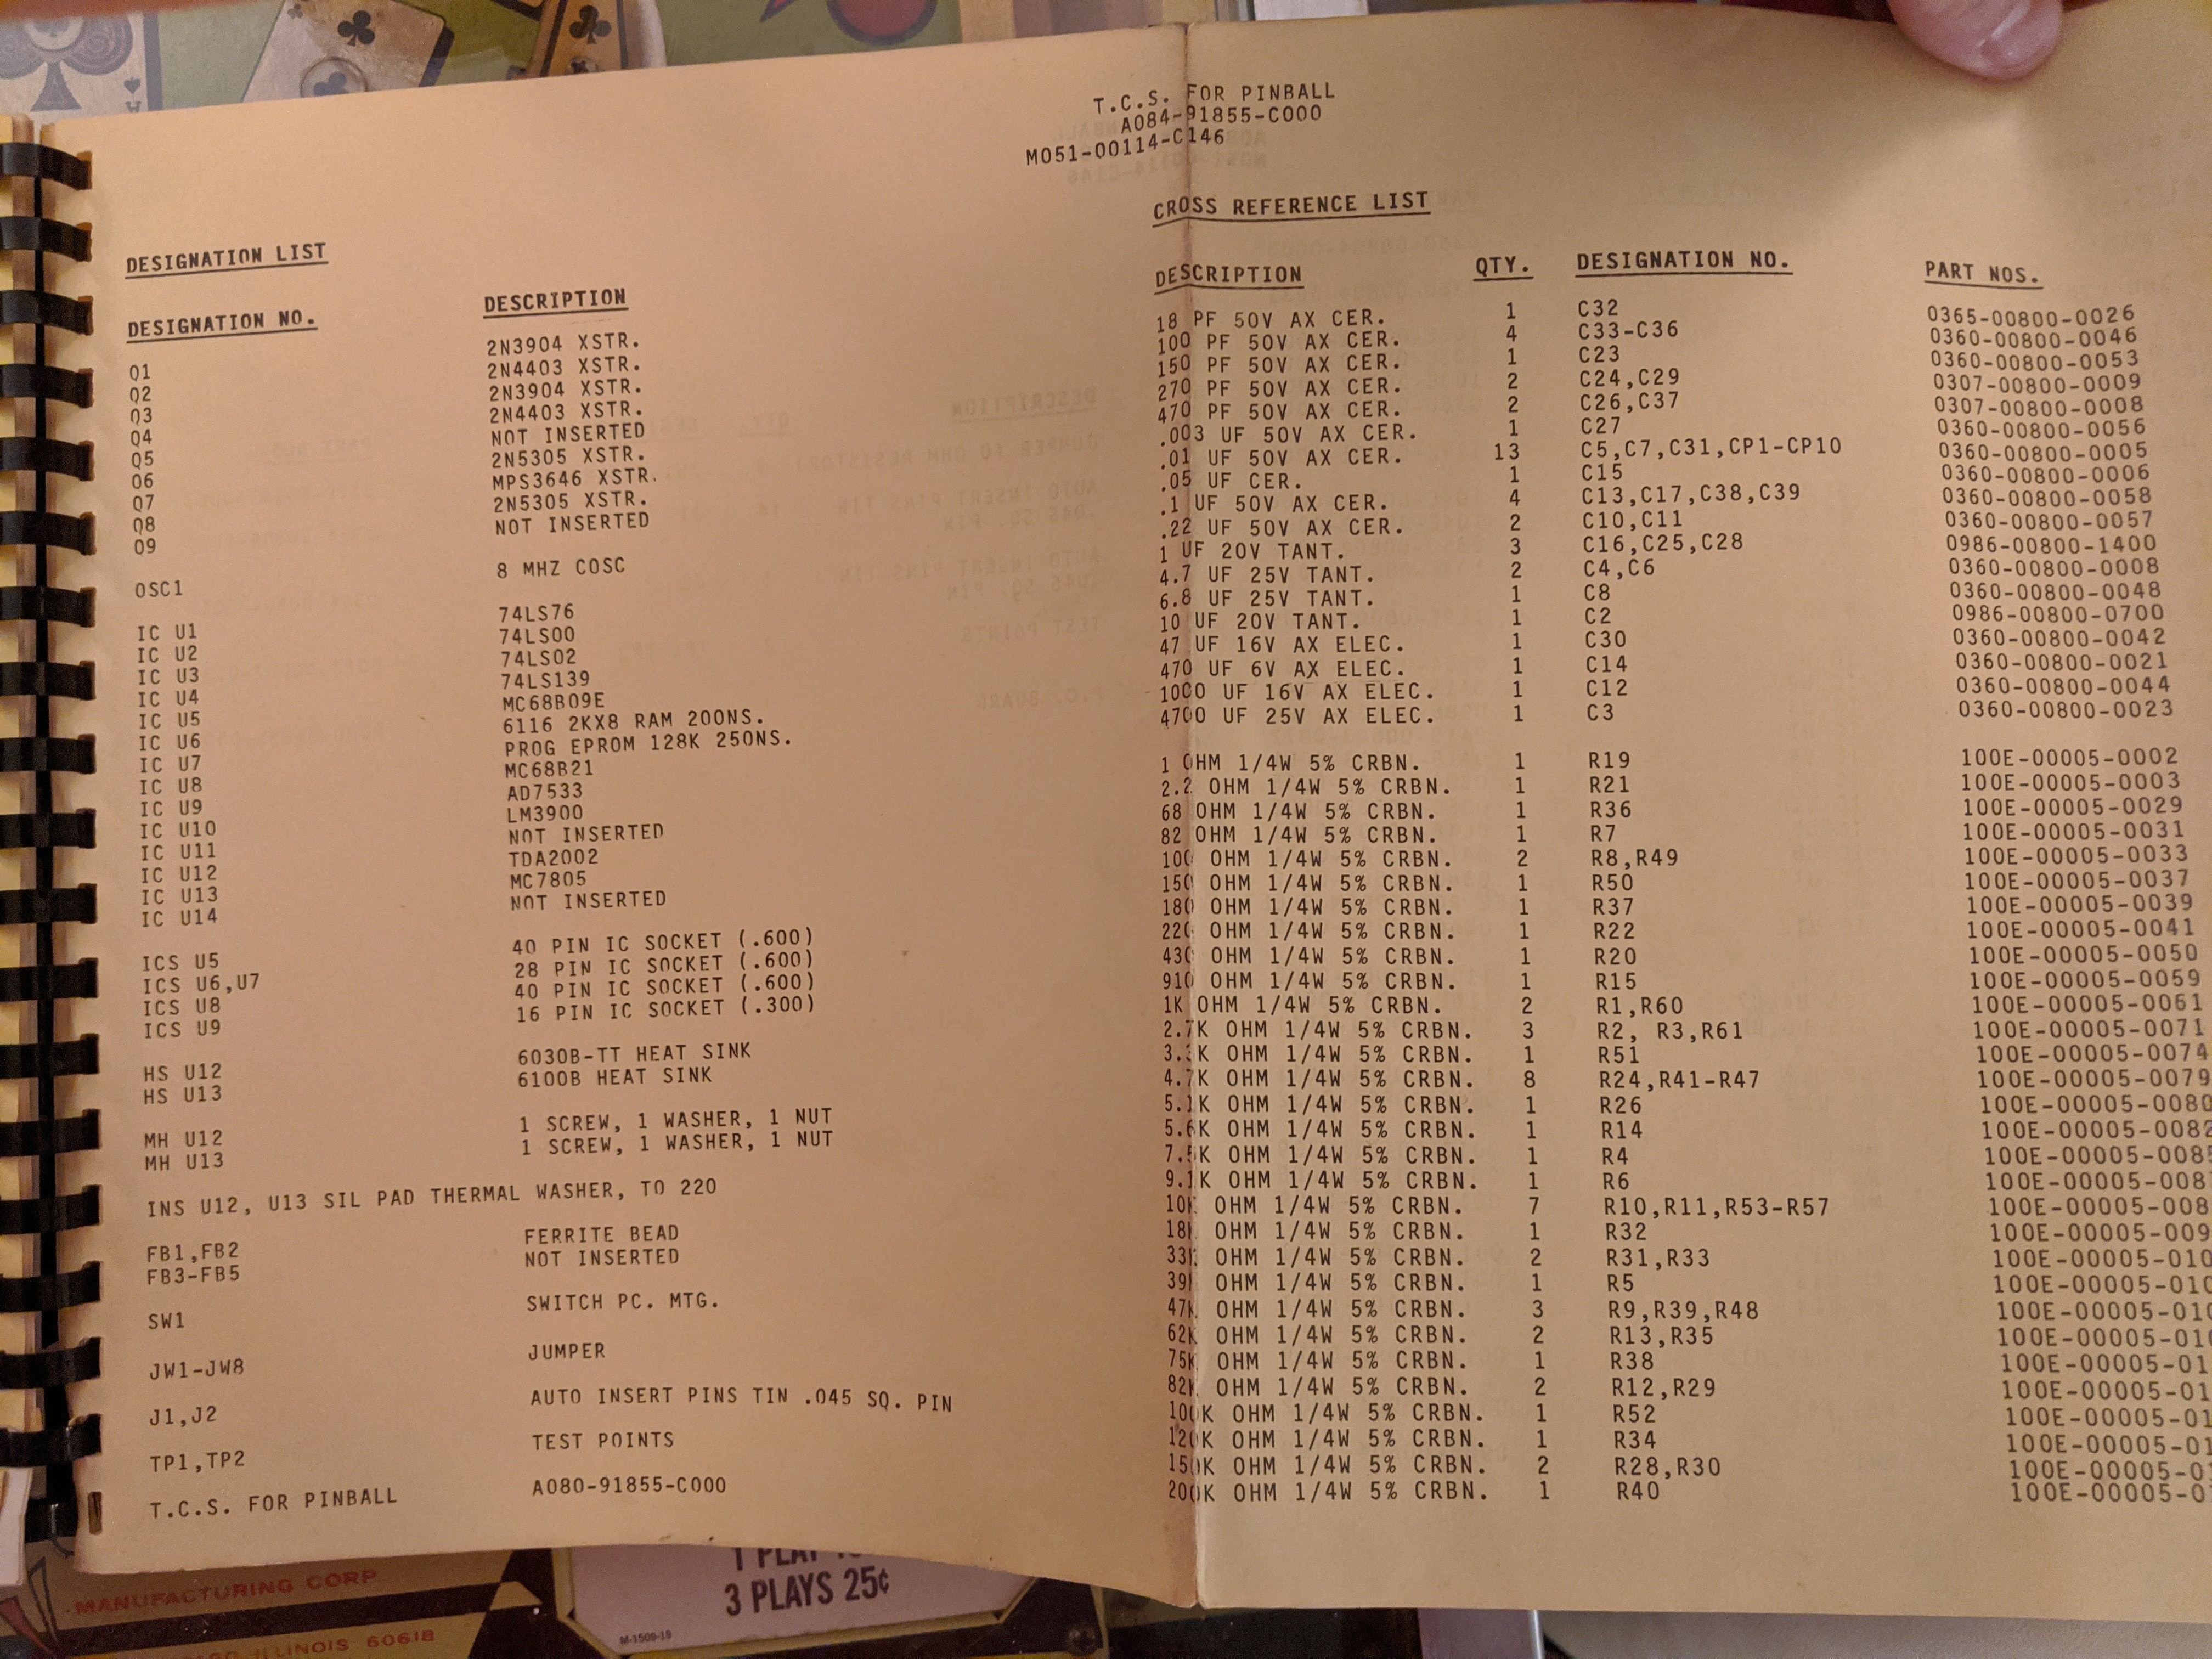 T.C.S. FOR PINBALL
A084-91855-C000
M051-00114-C146
DESIGNATION LIST
DESIGNATION NO. DESCRIPTION
Q1 2N3904 XSTR.
Q2 2N4403 XSTR.
Q3 2N3904 XSTR.
Q4 2N4403 XSTR.
Q5 NOT INSERTED
Q6 2N5305 XSTR.
Q7 MPS3646 XSTR.
Q8 2N5305 XSTR.
Q9 NOT INSERTED
OSC1 8 MHZ COSC
IC U1 74LS76
IC U2 74LS00
IC U3 74LS02
IC U4 74LS139
IC U5 MC68B09E
IC U6 6116 2KX8 RAM 200NS.
IC U7 PROG EPROM 128K 250NS.
IC U8 MC68B21
IC U9 AD7533
IC U10 LM3900
IC U11 NOT INSERTED
IC U12 TDA2002
IC U13 MC7805
IC U14 NOT INSERTED
ICS U5 40 PIN IC SOCKET (.600)
ICS U6,U7 28 PIN IC SOCKET (.600)
ICS U8 40 PIN IC SOCKET (.600)
ICS U9 16 PIN IC SOCKET (.300)
HS U12 6030B-TT HEAT SINK
HS U13 6100B HEAT SINK
MH U12 1 SCREW, 1 WASHER, 1 NUT
MH U13 1 SCREW, 1 WASHER, 1 NUT
INS U12, U13 SIL PAD THERMAL WASHER, TO 220
FB1,FB2 FERRITE BEAD
FB3-FB5 NOT INSERTED
SW1 SWITCH PC. MTG.
JW1-JW8 JUMPER
J1,J2 AUTO INSERT PINS TIN .045 SQ. PIN
TP1,TP2 TEST POINTS
T.C.S. FOR PINBALL A080-91855-C000
CROSS REFERENCE LIST
DESCRIPTION QTY. DESIGNATION NO. PART NOS.
18 PF 50V AX CER. 1 C32 0365-00800-0026
100 PF 50V AX CER. 4 C33-C36 0360-00800-0046
150 PF 50V AX CER. 1 C23 0360-00800-0053
270 PF 50V AX CER. 2 C24,C29 0307-00800-0009
470 PF 50V AX CER. 2 C26,C37 0307-00800-0008
.003 UF 50V AX CER. 1 C27 0360-00800-0056
.01 UF 50V AX CER. 13 C5,C7,C31,CP1-CP10 0360-00800-0005
.05 UF CER. 1 C15 0360-00800-0006
.1 UF 50V AX CER. 4 C13,C17,C38,C39 0360-00800-0058
.22 UF 50V AX CER. 2 C10,C11 0360-00800-0057
1 UF 20V TANT. 3 C16,C25,C28 0986-00800-1400
4.7 UF 25V TANT. 2 C4,C6 0360-00800-0008
6.8 UF 25V TANT. 1 C8 0360-00800-0048
10 UF 20V TANT. 1 C2 0986-00800-0700
47 UF 16V AX ELEC. 1 C30 0360-00800-0042
470 UF 6V AX ELEC. 1 C14 0360-00800-0021
1000 UF 16V AX ELEC. 1 C12 0360-00800-0044
4700 UF 25V AX ELEC. 1 C3 0360-00800-0023
1 OHM 1/4W 5% CRBN. 1 R19 100E-00005-0002
2.2 OHM 1/4W 5% CRBN. 1 R21 100E-00005-0003
68 OHM 1/4W 5% CRBN. 1 R36 100E-00005-0029
82 OHM 1/4W 5% CRBN. 1 R7 100E-00005-0031
100 OHM 1/4W 5% CRBN. 2 R8,R49 100E-00005-0033
150 OHM 1/4W 5% CRBN. 1 R50 100E-00005-0037
180 OHM 1/4W 5% CRBN. 1 R37 100E-00005-0039
220 OHM 1/4W 5% CRBN. 1 R22 100E-00005-0041
430 OHM 1/4W 5% CRBN. 1 R20 100E-00005-0050
910 OHM 1/4W 5% CRBN. 1 R15 100E-00005-0059
1K OHM 1/4W 5% CRBN. 2 R1,R60 100E-00005-0061
2.7K OHM 1/4W 5% CRBN. 3 R2, R3,R61 100E-00005-0071
3.3K OHM 1/4W 5% CRBN. 1 R51 100E-00005-0074
4.7K OHM 1/4W 5% CRBN. 8 R24,R41-R47 100E-00005-0079
5.1K OHM 1/4W 5% CRBN. 1 R26 100E-00005-0080
5.6K OHM 1/4W 5% CRBN. 1 R14 100E-00005-0082
7.5K OHM 1/4W 5% CRBN. 1 R4 100E-00005-008
9.1K OHM 1/4W 5% CRBN. 1 R6 100E-00005-008
10K OHM 1/4W 5% CRBN. 7 R10,R11,R53-R57 100E-00005-008
18K OHM 1/4W 5% CRBN. 1 R32 100E-00005-009
33K OHM 1/4W 5% CRBN. 2 R31,R33 100E-00005-010
39K OHM 1/4W 5% CRBN. 1 R5 100E-00005-010
47K OHM 1/4W 5% CRBN. 3 R9,R39,R48 100E-00005-010
62K OHM 1/4W 5% CRBN. 2 R13,R35 100E-00005-010
75K OHM 1/4W 5% CRBN. 1 R38 100E-00005-01
82K OHM 1/4W 5% CRBN. 2 R12,R29 100E-00005-01
100K OHM 1/4W 5% CRBN. 1 R52 100E-00005-01
120K OHM 1/4W 5% CRBN. 1 R34 100E-00005-01
150K OHM 1/4W 5% CRBN. 2 R28,R30 100E-00005-01
200K OHM 1/4W 5% CRBN. 1 R40 100E-00005-0
MANUFACTURING CORP
ILLINOIS 60618
1 PLAY
3 PLAYS 25¢
M-1508-19